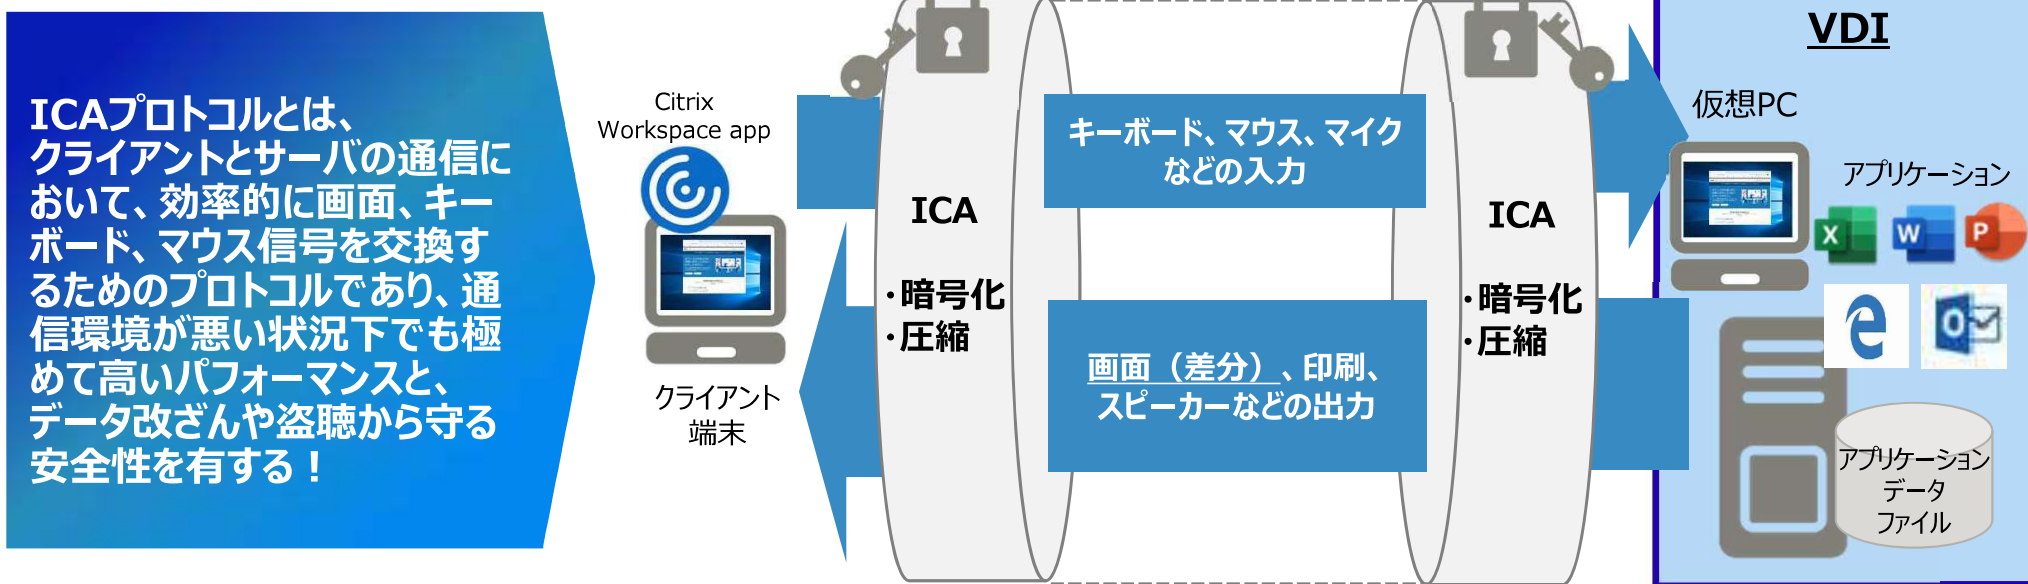 ICAプロトコルとは、
クライアントとサーバの通信に
おいて、効率的に画面、キー
ボード、マウス信号を交換す
るためのプロトコルであり、通
信環境が悪い状況下でも極
めて高いパフォーマンスと、
データ改ざんや盗聴から守る
安全性を有する！
Citrix
Workspace app
クライアント
端末
ICA
・暗号化
・圧縮
キーボード、マウス、マイク
などの入力
画面（差分）、印刷、
スピーカーなどの出力
ICA
・暗号化
・圧縮
VDI
仮想PC
アプリケーション
X
W
P
e
O
アプリケーション
データ
ファイル